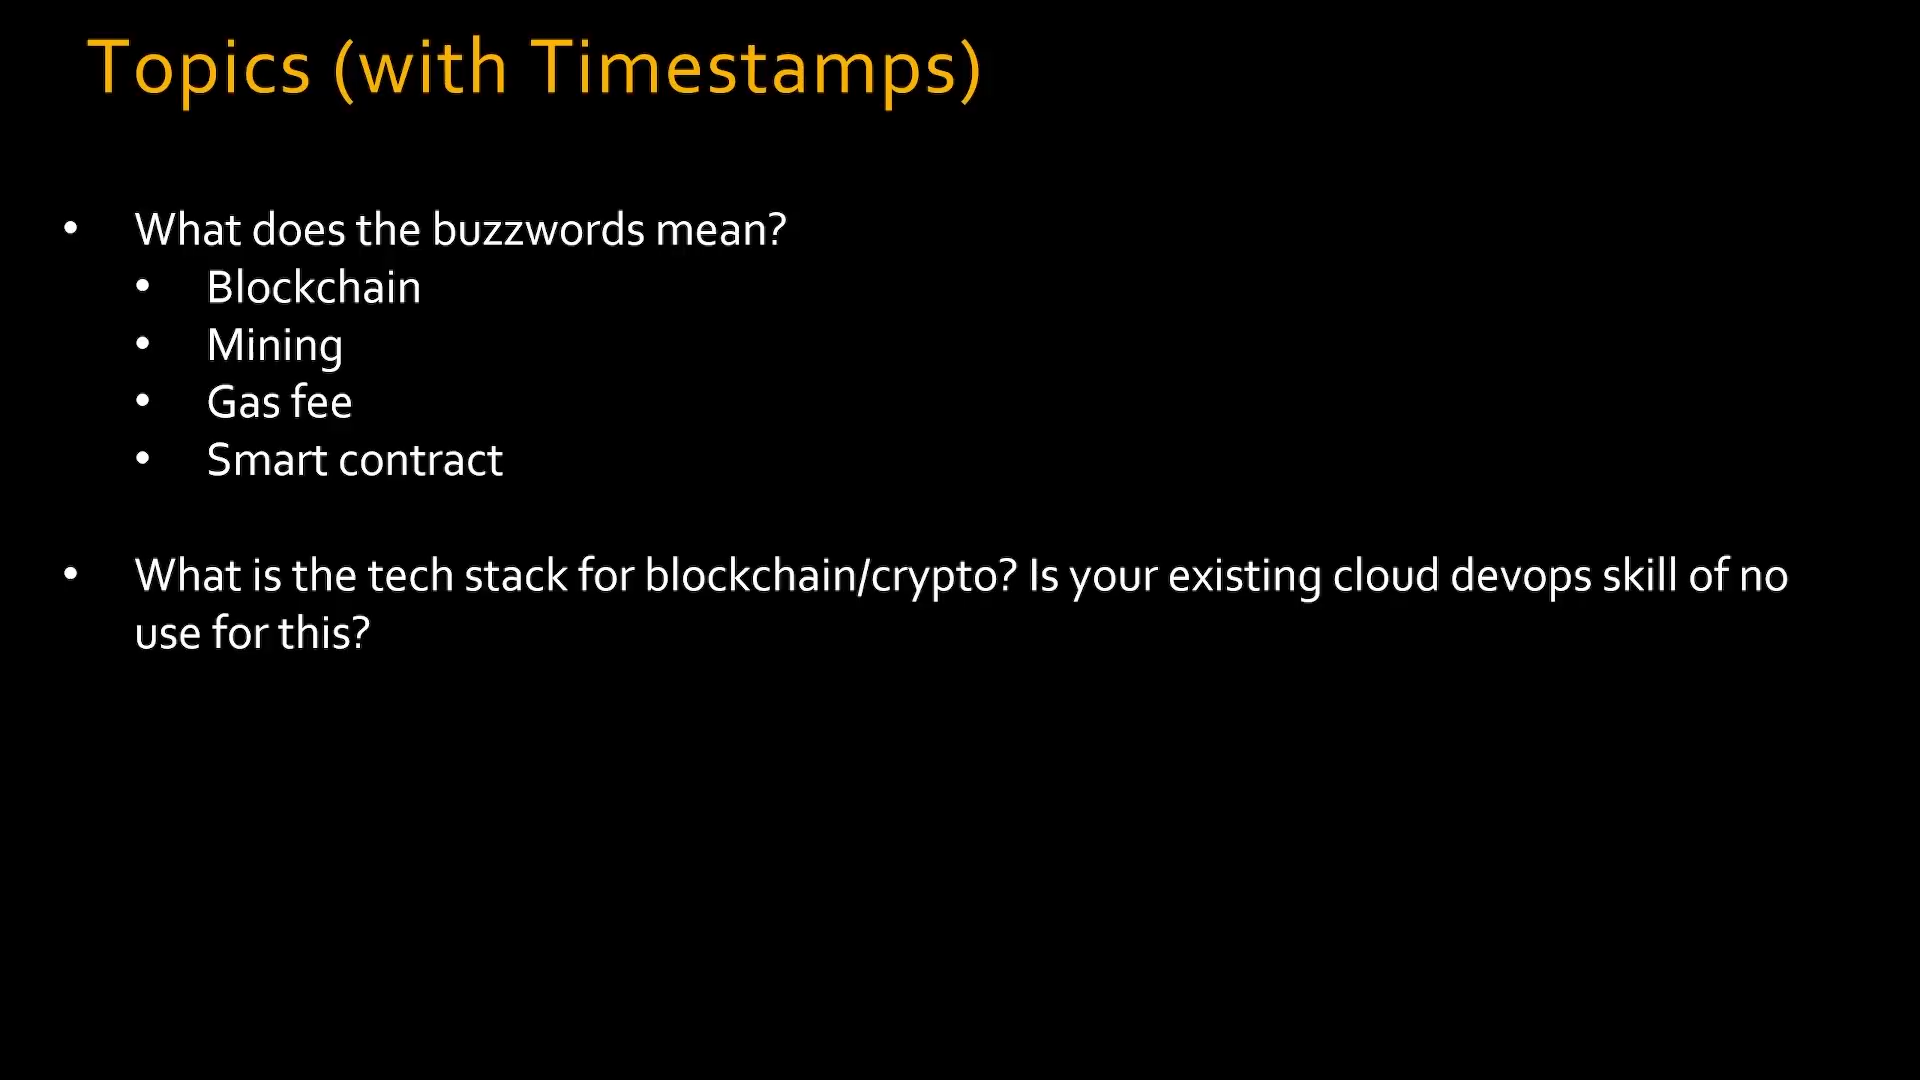 Topics (with Timestamps)
• What does the buzzwords mean?
• Blockchain
• Mining
• Gas fee
• Smart contract
• What is the tech stack for blockchain/crypto? Is your existing cloud devops skill of no
use for this?